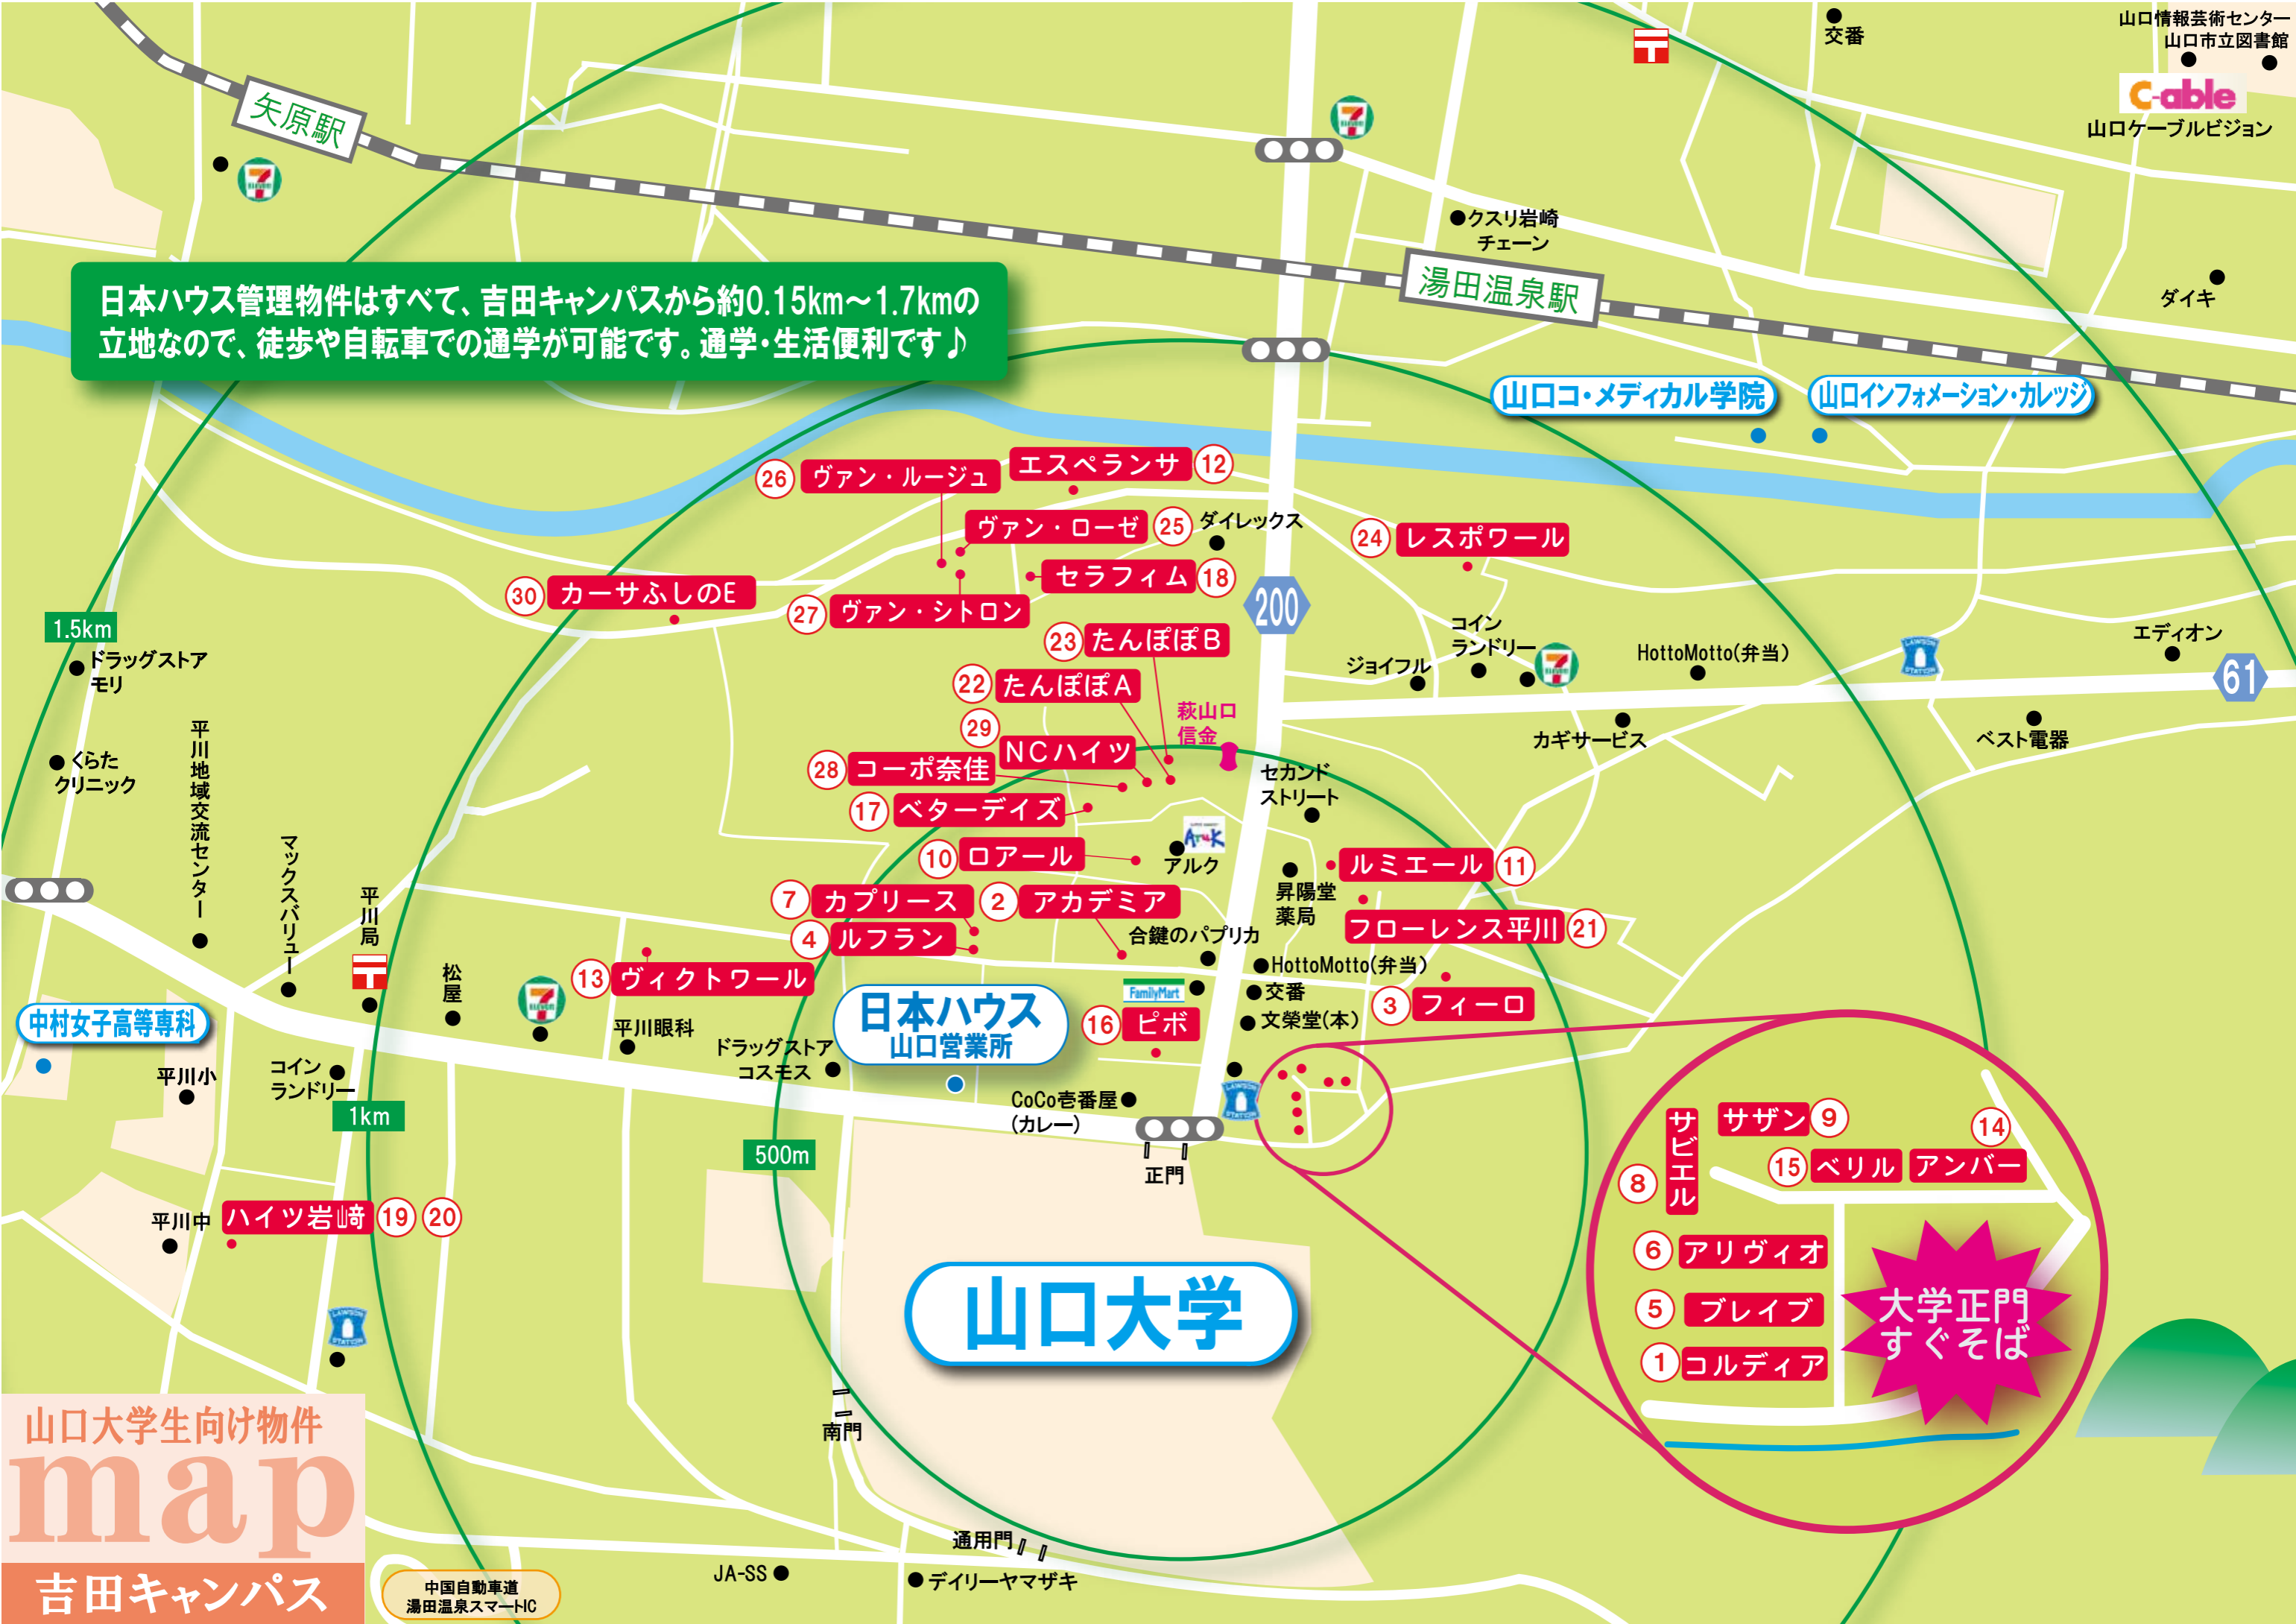 交番
山口情報芸術センター
山口市立図書館
C-able
山口ケーブルビジョン
矢原駅
7
ELEVEN
7
ELEVEN
クスリ岩崎
チェーン
湯田温泉駅
ダイキ
日本ハウス管理物件はすべて、吉田キャンパスから約0.15km～1.7kmの
立地なので、徒歩や自転車での通学が可能です。通学・生活便利です♪
山口コ・メディカル学院
山口インフォメーション・カレッジ
26 ヴァン・ルージュ
エスペランサ 12
ヴァン・ローゼ 25
ダイレックス
24 レスポワール
セラフィム 18
30 カーサふしのE
27 ヴァン・シトロン
200
1.5km
23 たんぽぽB
コイン
ランドリー
7
ELEVEN
ジョイフル
HottoMotto(弁当)
LAWSON
STATION
エディオン
61
ドラッグストア
モリ
22 たんぽぽA
萩山口
信金
29
NCハイツ
カギサービス
ベスト電器
平川地域交流センター
くらた
クリニック
28 コーポ奈佳
セカンド
ストリート
17 ベターデイズ
マックスバリュー
10 ロアール
Aruk
アルク
ルミエール 11
昇陽堂
薬局
平川局
7 カプリース
2 アカデミア
フローレンス平川 21
4 ルフラン
合鍵のパプリカ
松屋
13 ヴィクトワール
HottoMotto(弁当)
FamilyMart
交番
3 フィーロ
7
ELEVEN
日本ハウス
山口営業所
16 ピボ
文榮堂(本)
中村女子高等専科
平川眼科
ドラッグストア
コスモス
平川小
コイン
ランドリー
1km
CoCo壱番屋
(カレー)
LAWSON
STATION
500m
正門
サビエル
8
サザン 9
14
15 ベリル
アンバー
平川中
ハイツ岩崎 19 20
6 アリヴィオ
5 ブレイブ
1 コルディア
大学正門
すぐそば
山口大学
LAWSON
STATION
南門
山口大学生向け物件
map
吉田キャンパス
通用門
JA-SS
デイリーヤマザキ
中国自動車道
湯田温泉スマートIC